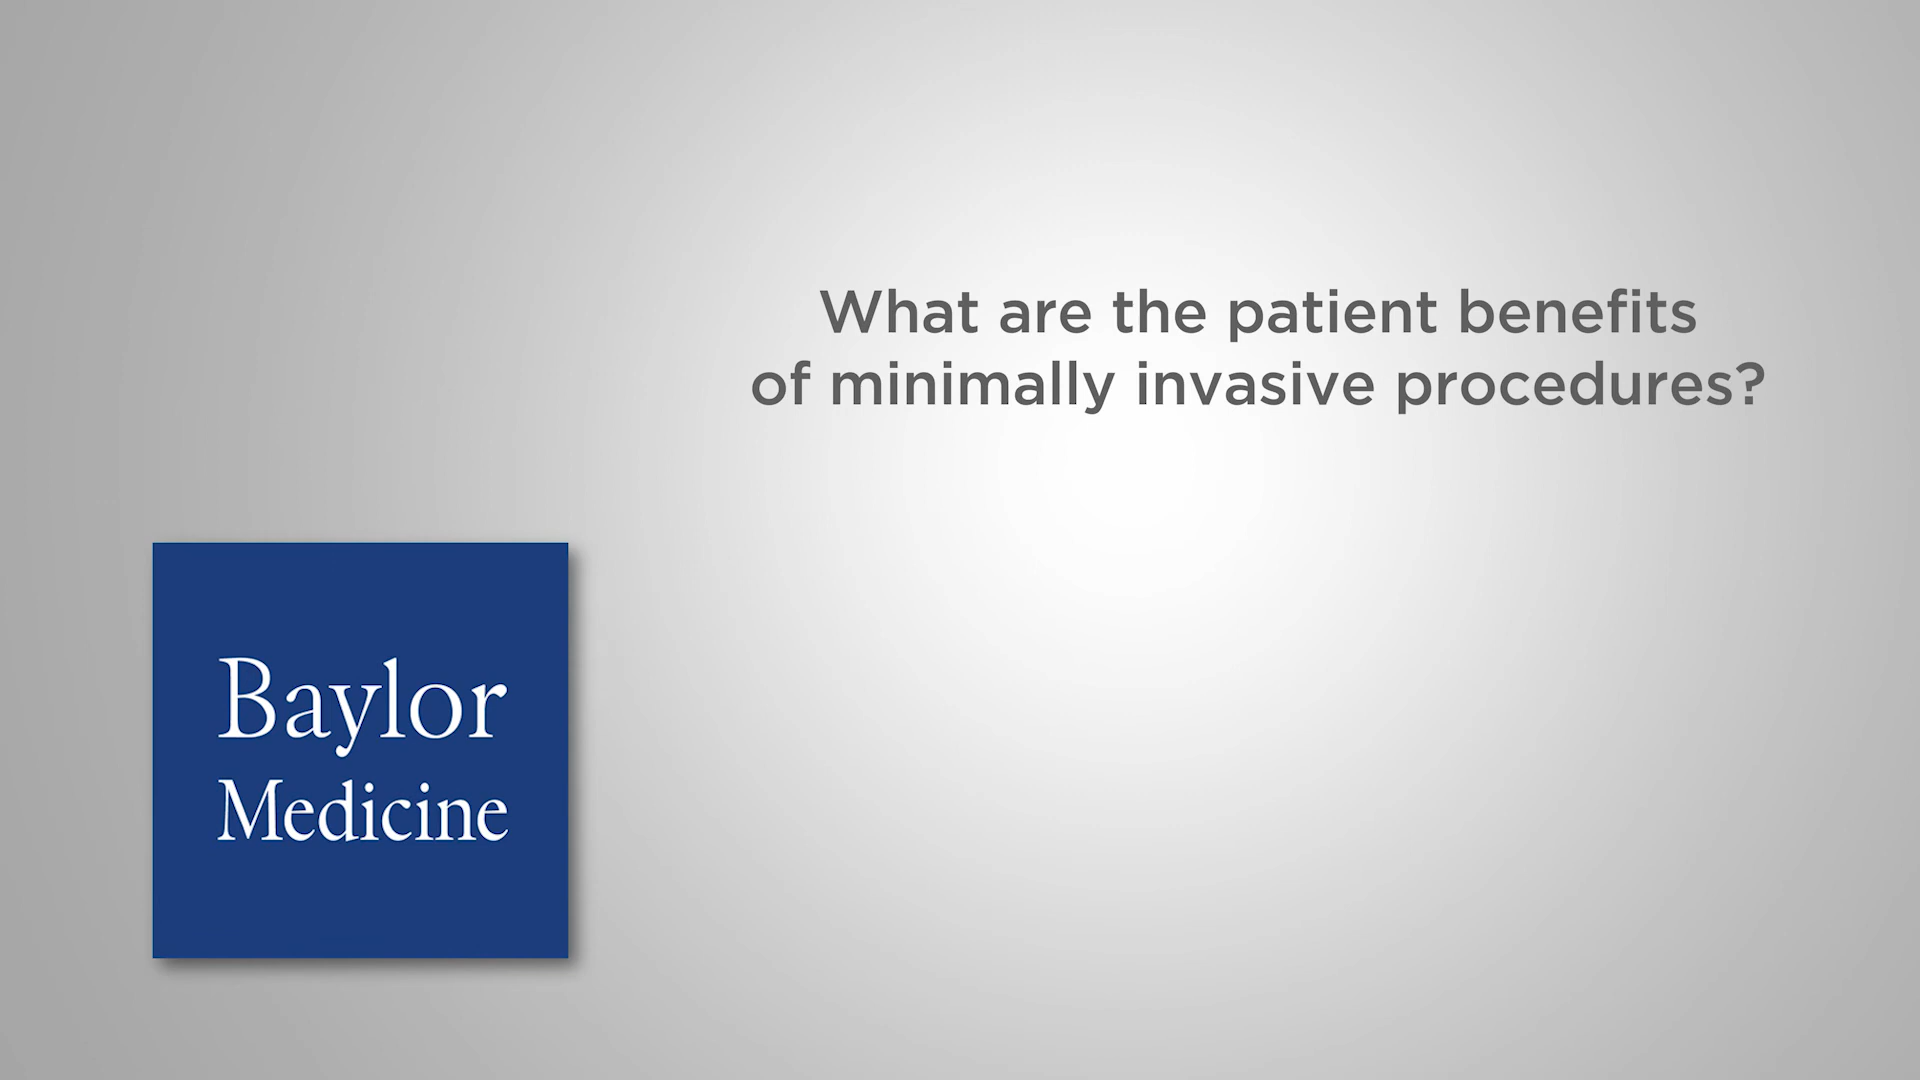 What are the patient benefits
of minimally invasive procedures?
Baylor
Medicine